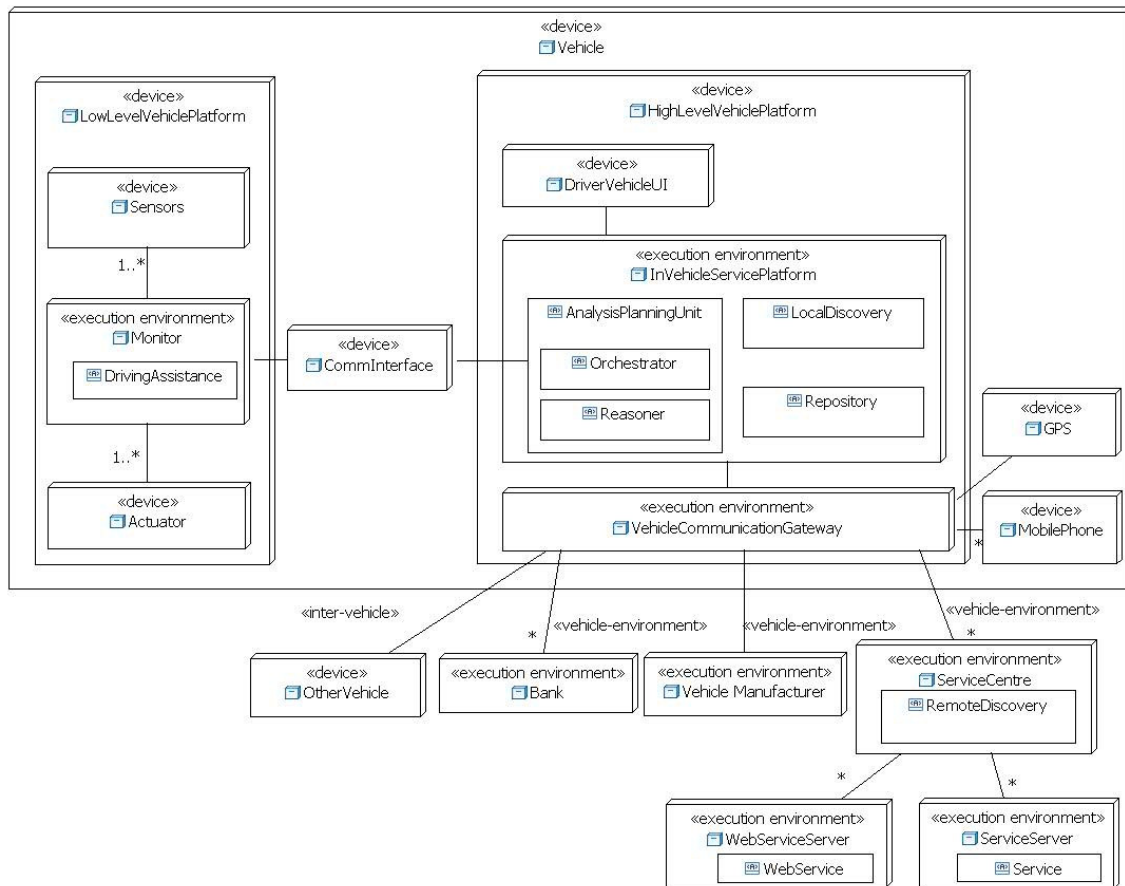 «device»
Vehicle
«device»
LowLevelVehiclePlatform
«device»
Sensors
1..*
«execution environment»
Monitor
DrivingAssistance
1..*
«device»
Actuator
«device»
CommInterface
«device»
HighLevelVehiclePlatform
«device»
DriverVehicleUI
«execution environment»
InVehicleServicePlatform
AnalysisPlanningUnit
Orchestrator
Reasoner
LocalDiscovery
Repository
«execution environment»
VehicleCommunicationGateway
«device»
GPS
«device»
MobilePhone
*
«inter-vehicle»
*
«vehicle-environment»
«vehicle-environment»
«vehicle-environment»
*
«device»
OtherVehicle
«execution environment»
Bank
«execution environment»
Vehicle Manufacturer
«execution environment»
ServiceCentre
RemoteDiscovery
*
*
«execution environment»
WebServiceServer
WebService
«execution environment»
ServiceServer
Service